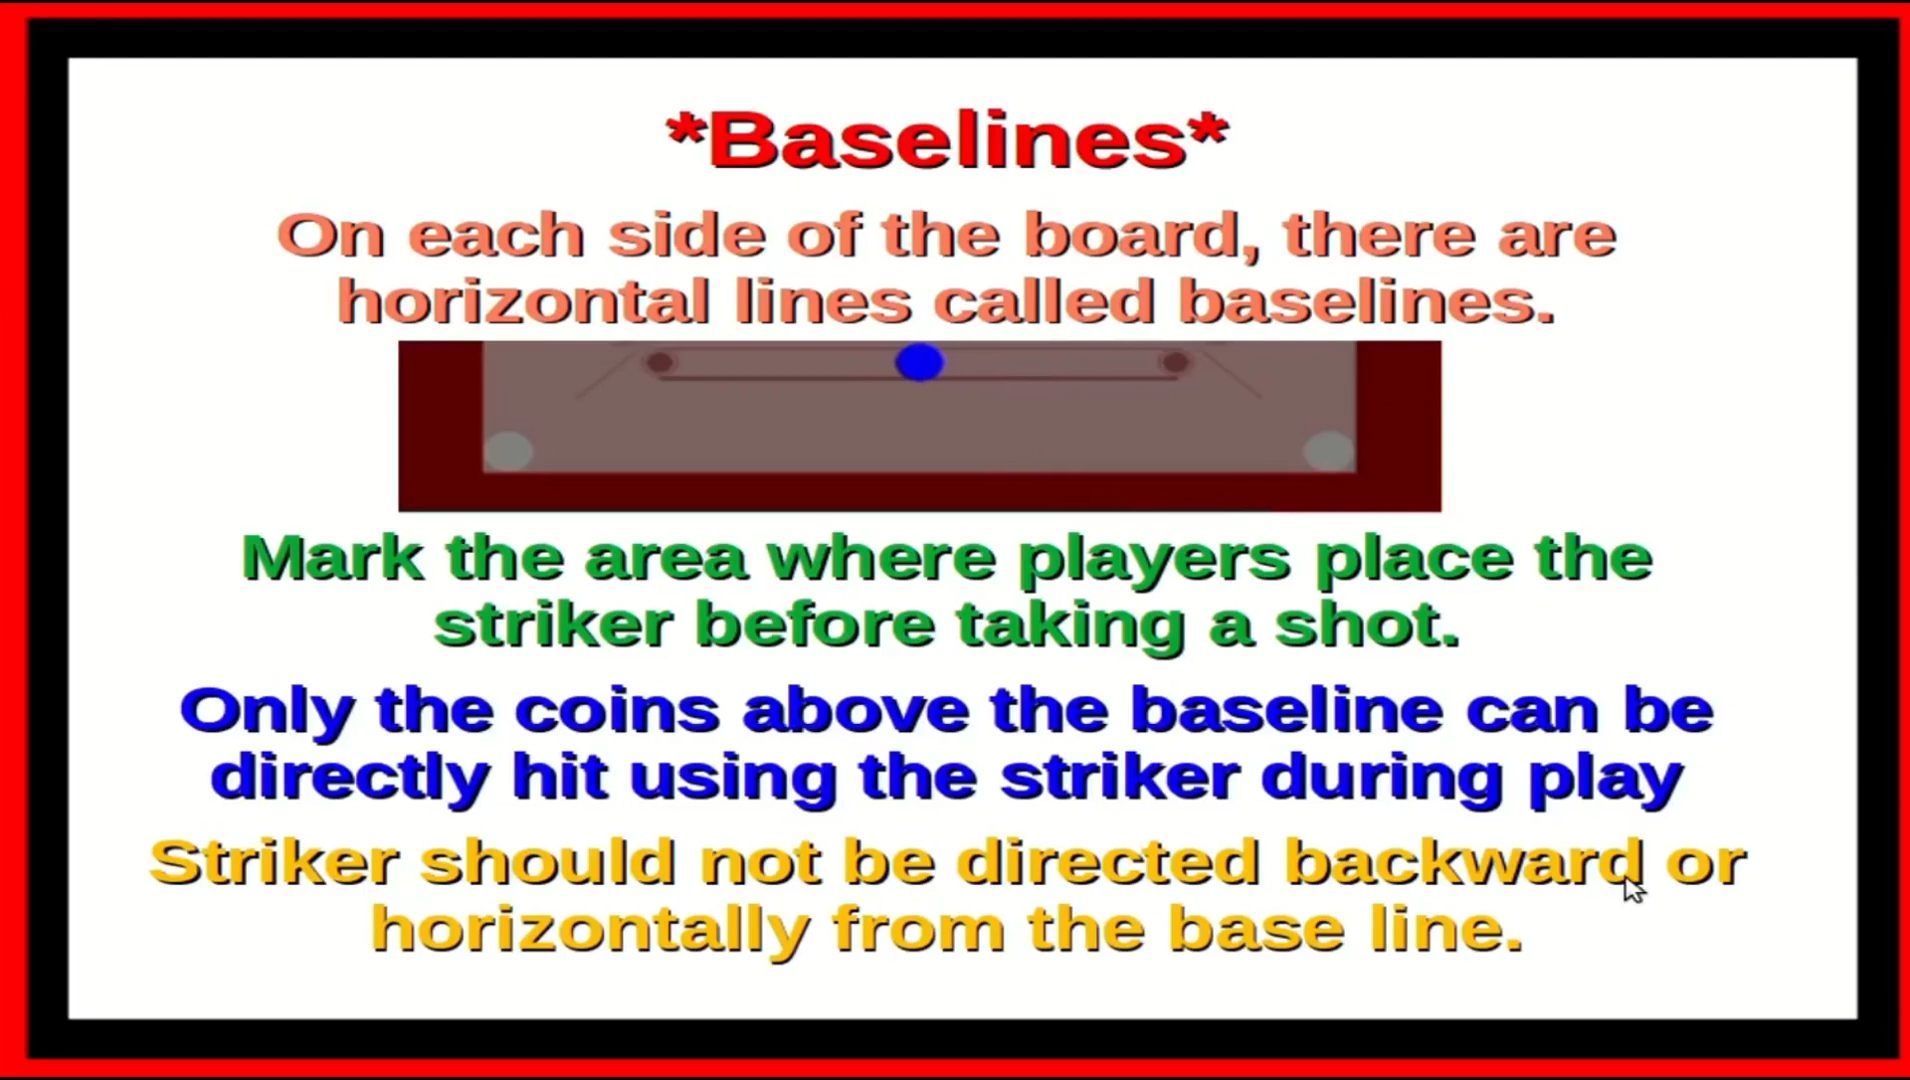 *Baselines*
On each side of the board, there are
horizontal lines called baselines.
Mark the area where players place the
striker before taking a shot.
Only the coins above the baseline can be
directly hit using the striker during play
Striker should not be directed backward or
horizontally from the base line.